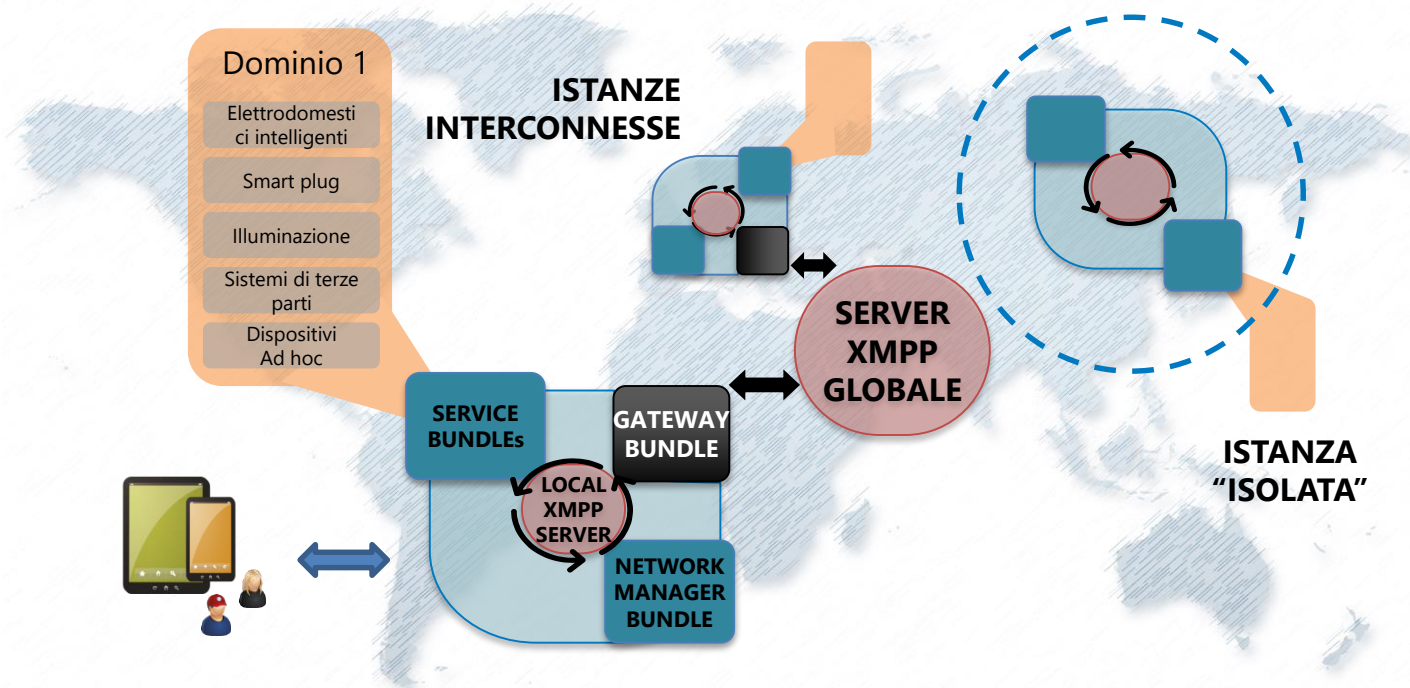 Dominio 1
Elettrodomesti
ci intelligenti
Smart plug
Illuminazione
Sistemi di terze
parti
Dispositivi
Ad hoc
ISTANZE
INTERCONNESSE
SERVER
XMPP
GLOBALE
SERVICE
BUNDLEs
GATEWAY
BUNDLE
LOCAL
XMPP
SERVER
NETWORK
MANAGER
BUNDLE
ISTANZA
“ISOLATA”